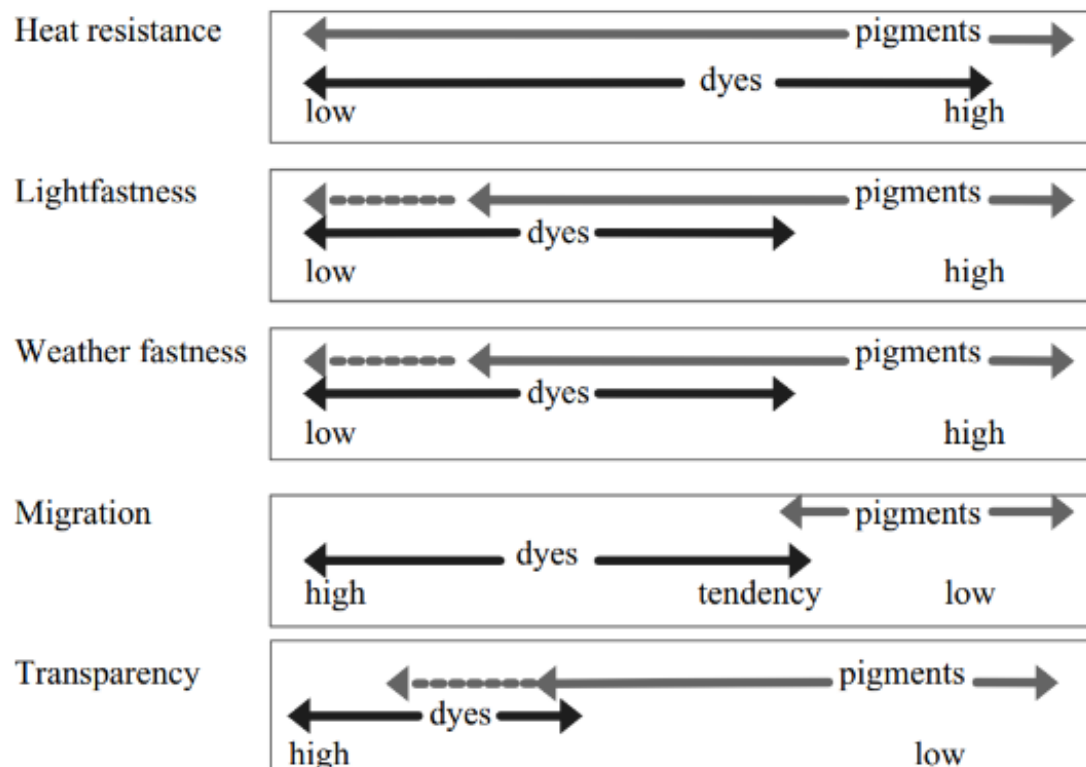 Heat resistance
pigments
dyes
low high
Lightfastness
pigments
dyes
low high
Weather fastness
pigments
dyes
low high
Migration
pigments
dyes
high tendency low
Transparency
pigments
dyes
high low